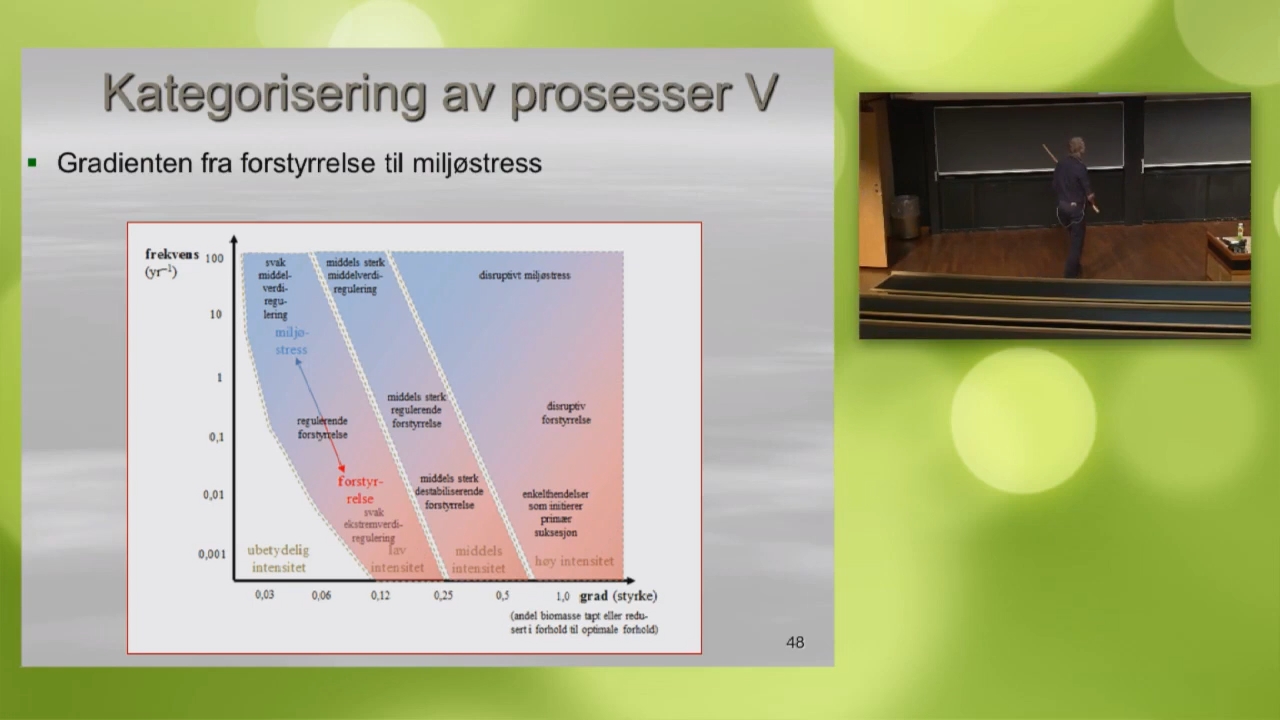 Kategorisering av prosesser V
Gradienten fra forstyrrelse til miljøstress
frekvens
(yr⁻¹)
100
10
1
0,1
0,01
0,001
svak
middel-
verdi-
regu-
lering
middels sterk
middelverdi-
regulering
disruptivt miljøstress
miljø-
stress
regulerende
forstyrrelse
middels sterk
regulerende
forstyrrelse
disruptiv
forstyrrelse
forstyr-
relse
svak
ekstremverdi-
regulering
middels sterk
destabiliserende
forstyrrelse
enkelthendelser
som initierer
primær
suksesjon
ubetydelig
intensitet
lav
intensitet
middels
intensitet
høy intensitet
0,03
0,06
0,12
0,25
0,5
1,0
grad (styrke)
(andel biomasse tapt eller redu-
sert i forhold til optimale forhold)
48